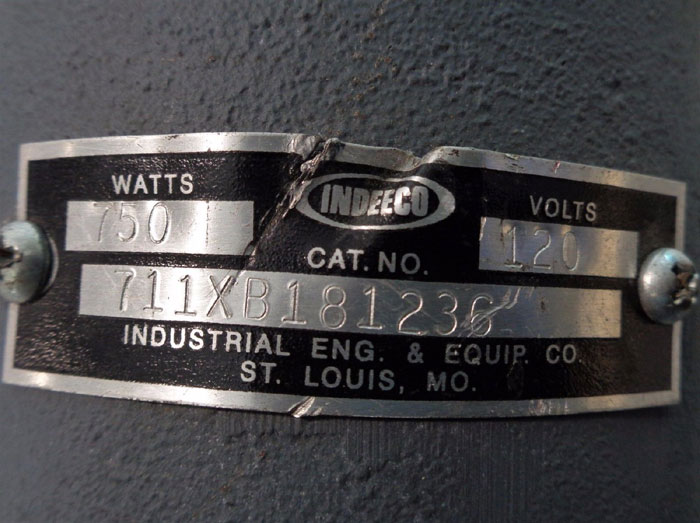 WATTS
750
INDEECO
VOLTS
120
CAT. NO.
711XB181236
INDUSTRIAL ENG. & EQUIP. CO.
ST. LOUIS, MO.